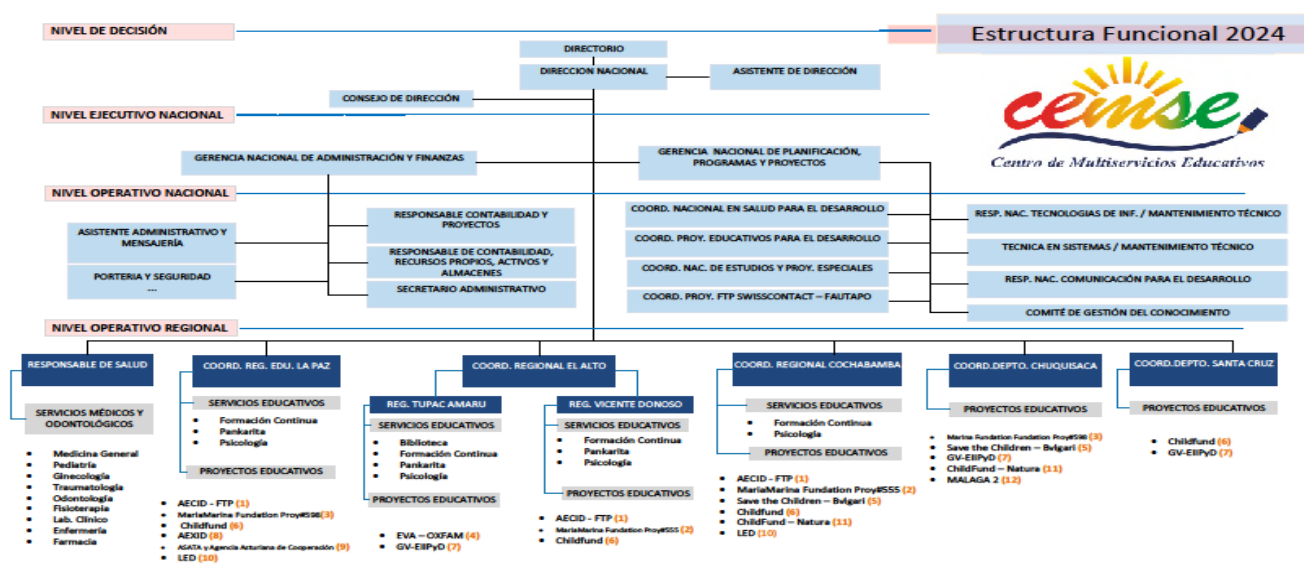 NIVEL DE DECISIÓN
Estructura Funcional 2024
DIRECTORIO
DIRECCION NACIONAL
ASISTENTE DE DIRECCIÓN
CONSEJO DE DIRECCIÓN
cemse
Centro de Multiservicios Educativos
NIVEL EJECUTIVO NACIONAL
GERENCIA NACIONAL DE ADMINISTRACIÓN Y FINANZAS
GERENCIA NACIONAL DE PLANIFICACIÓN,
PROGRAMAS Y PROYECTOS
NIVEL OPERATIVO NACIONAL
ASISTENTE ADMINISTRATIVO Y
MENSAJERÍA
PORTERIA Y SEGURIDAD
...
RESPONSABLE CONTABILIDAD Y
PROYECTOS
RESPONSABLE DE CONTABILIDAD,
RECURSOS PROPIOS, ACTIVOS Y
ALMACENES
SECRETARIO ADMINISTRATIVO
COORD. NACIONAL EN SALUD PARA EL DESARROLLO
COORD. PROY. EDUCATIVOS PARA EL DESARROLLO
COORD. NAC. DE ESTUDIOS Y PROY. ESPECIALES
COORD. PROY. FTP SWISSCONTACT – FAUTAPO
RESP. NAC. TECNOLOGIAS DE INF. / MANTENIMIENTO TÉCNICO
TECNICA EN SISTEMAS / MANTENIMIENTO TÉCNICO
RESP. NAC. COMUNICACIÓN PARA EL DESARROLLO
COMITÉ DE GESTIÓN DEL CONOCIMIENTO
NIVEL OPERATIVO REGIONAL
RESPONSABLE DE SALUD
SERVICIOS MÉDICOS Y
ODONTOLÓGICOS
• Medicina General
• Pediatría
• Ginecología
• Traumatología
• Odontología
• Fisioterapia
• Lab. Clínico
• Enfermería
• Farmacia
COORD. REG. EDU. LA PAZ
SERVICIOS EDUCATIVOS
• Formación Continua
• Pankarita
• Psicología
PROYECTOS EDUCATIVOS
• AECID - FTP (1)
• MariaMarina Fundation Proy#598(3)
• Childfund (6)
• AEXID (8)
• ASATA y Agencia Asturiana de Cooperación (9)
• LED (10)
COORD. REGIONAL EL ALTO
REG. TUPAC AMARU
SERVICIOS EDUCATIVOS
• Biblioteca
• Formación Continua
• Pankarita
• Psicología
PROYECTOS EDUCATIVOS
• EVA – OXFAM (4)
• GV-EIIPyD (7)
REG. VICENTE DONOSO
SERVICIOS EDUCATIVOS
• Formación Continua
• Pankarita
• Psicología
PROYECTOS EDUCATIVOS
• AECID – FTP (1)
• MariaMarina Fundation Proy#555 (2)
• Childfund (6)
COORD. REGIONAL COCHABAMBA
SERVICIOS EDUCATIVOS
• Formación Continua
• Psicología
PROYECTOS EDUCATIVOS
• AECID - FTP (1)
• MariaMarina Fundation Proy#555 (2)
• Save the Children – Bvlgari (5)
• Childfund (6)
• ChildFund – Natura (11)
• LED (10)
COORD.DEPTO. CHUQUISACA
PROYECTOS EDUCATIVOS
• Marina Fundation Fundation Proy#598 (3)
• Save the Children – Bvlgari (5)
• GV-EIIPyD (7)
• ChildFund – Natura (11)
• MALAGA 2 (12)
COORD.DEPTO. SANTA CRUZ
PROYECTOS EDUCATIVOS
• Childfund (6)
• GV-EIIPyD (7)